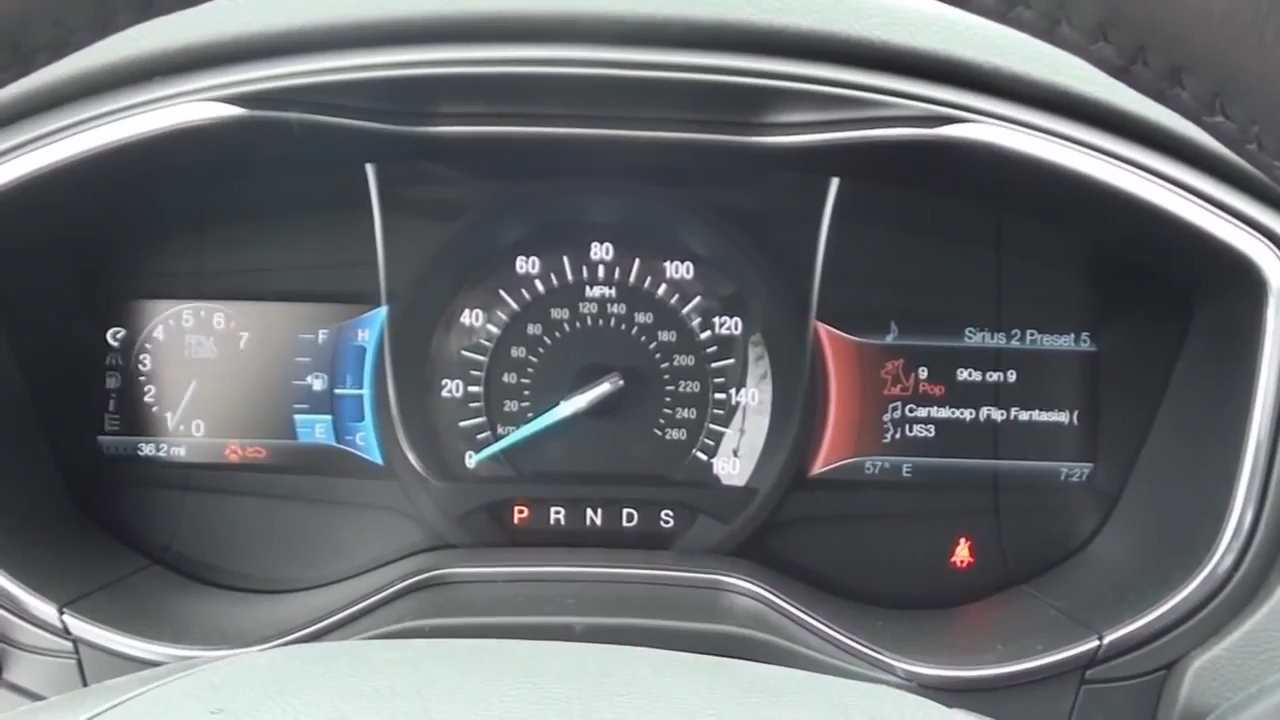 5 6
4 7
3
2
1 0
RPM
x1000
F H
E C
36.2 mi
60 80 100
MPH
40 120
20 140
0 160
100 120 140 160
80 180
60 200
40 220
20 240
km/h 260
P R N D S
Sirius 2 Preset 5
9 90s on 9
Pop
Cantaloop (Flip Fantasia) (
US3
57° E 7:27